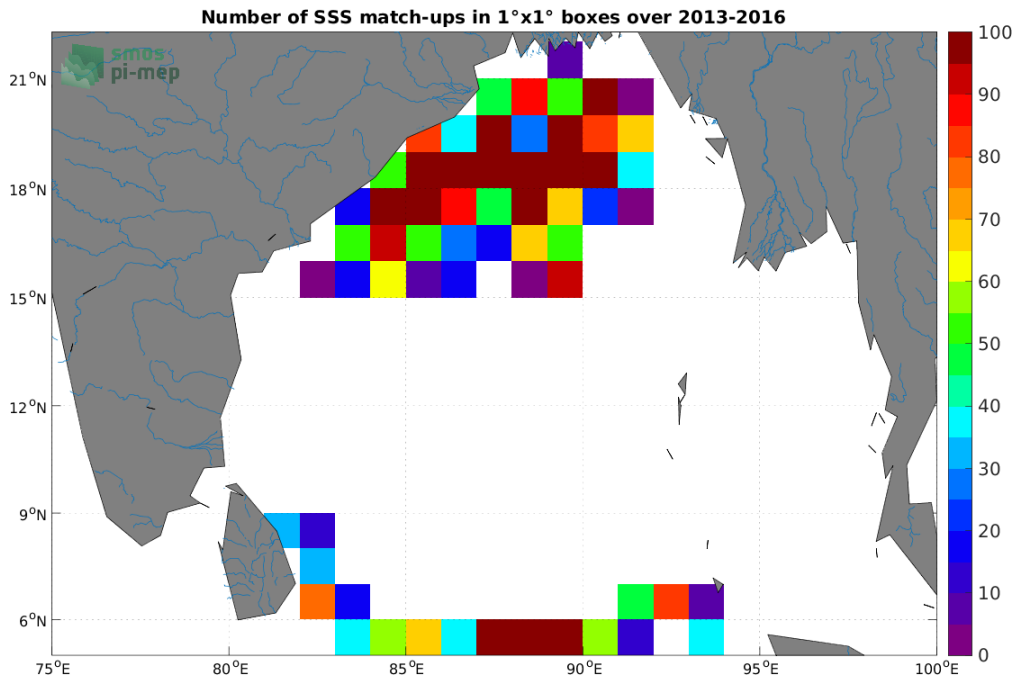 Number of SSS match-ups in 1°x1° boxes over 2013-2016
smos
pi-mep
21°N
18°N
15°N
12°N
9°N
6°N
75°E
80°E
85°E
90°E
95°E
100°E
100
90
80
70
60
50
40
30
20
10
0